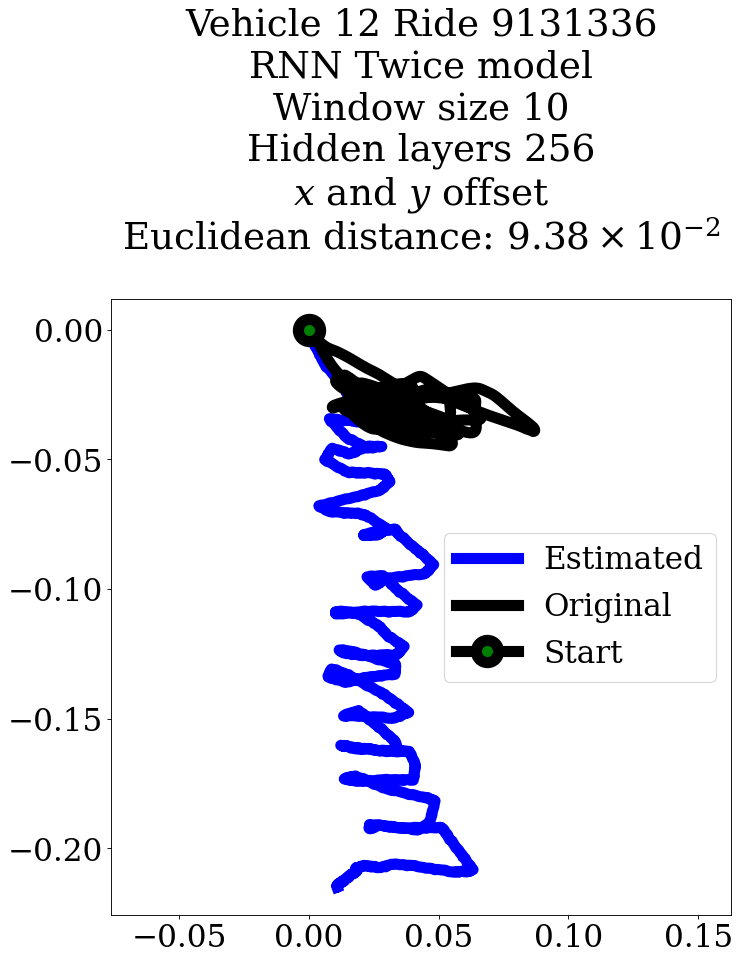 Vehicle 12 Ride 9131336
RNN Twice model
Window size 10
Hidden layers 256
x and y offset
Euclidean distance: 9.38 × 10⁻²
0.00
−0.05
−0.10
−0.15
−0.20
Estimated
Original
Start
−0.05 0.00 0.05 0.10 0.15